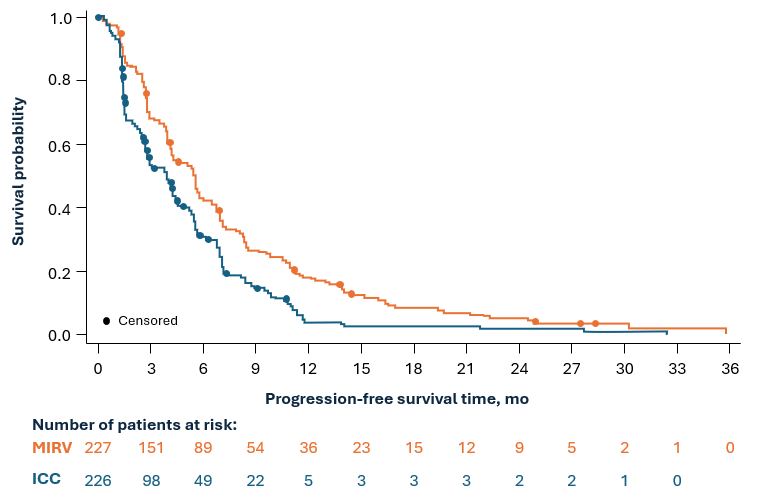 1.0
0.8
0.6
0.4
0.2
0.0
Survival probability
Censored
0 3 6 9 12 15 18 21 24 27 30 33 36
Progression-free survival time, mo
Number of patients at risk:
MIRV 227 151 89 54 36 23 15 12 9 5 2 1 0
ICC 226 98 49 22 5 3 3 3 2 2 1 0